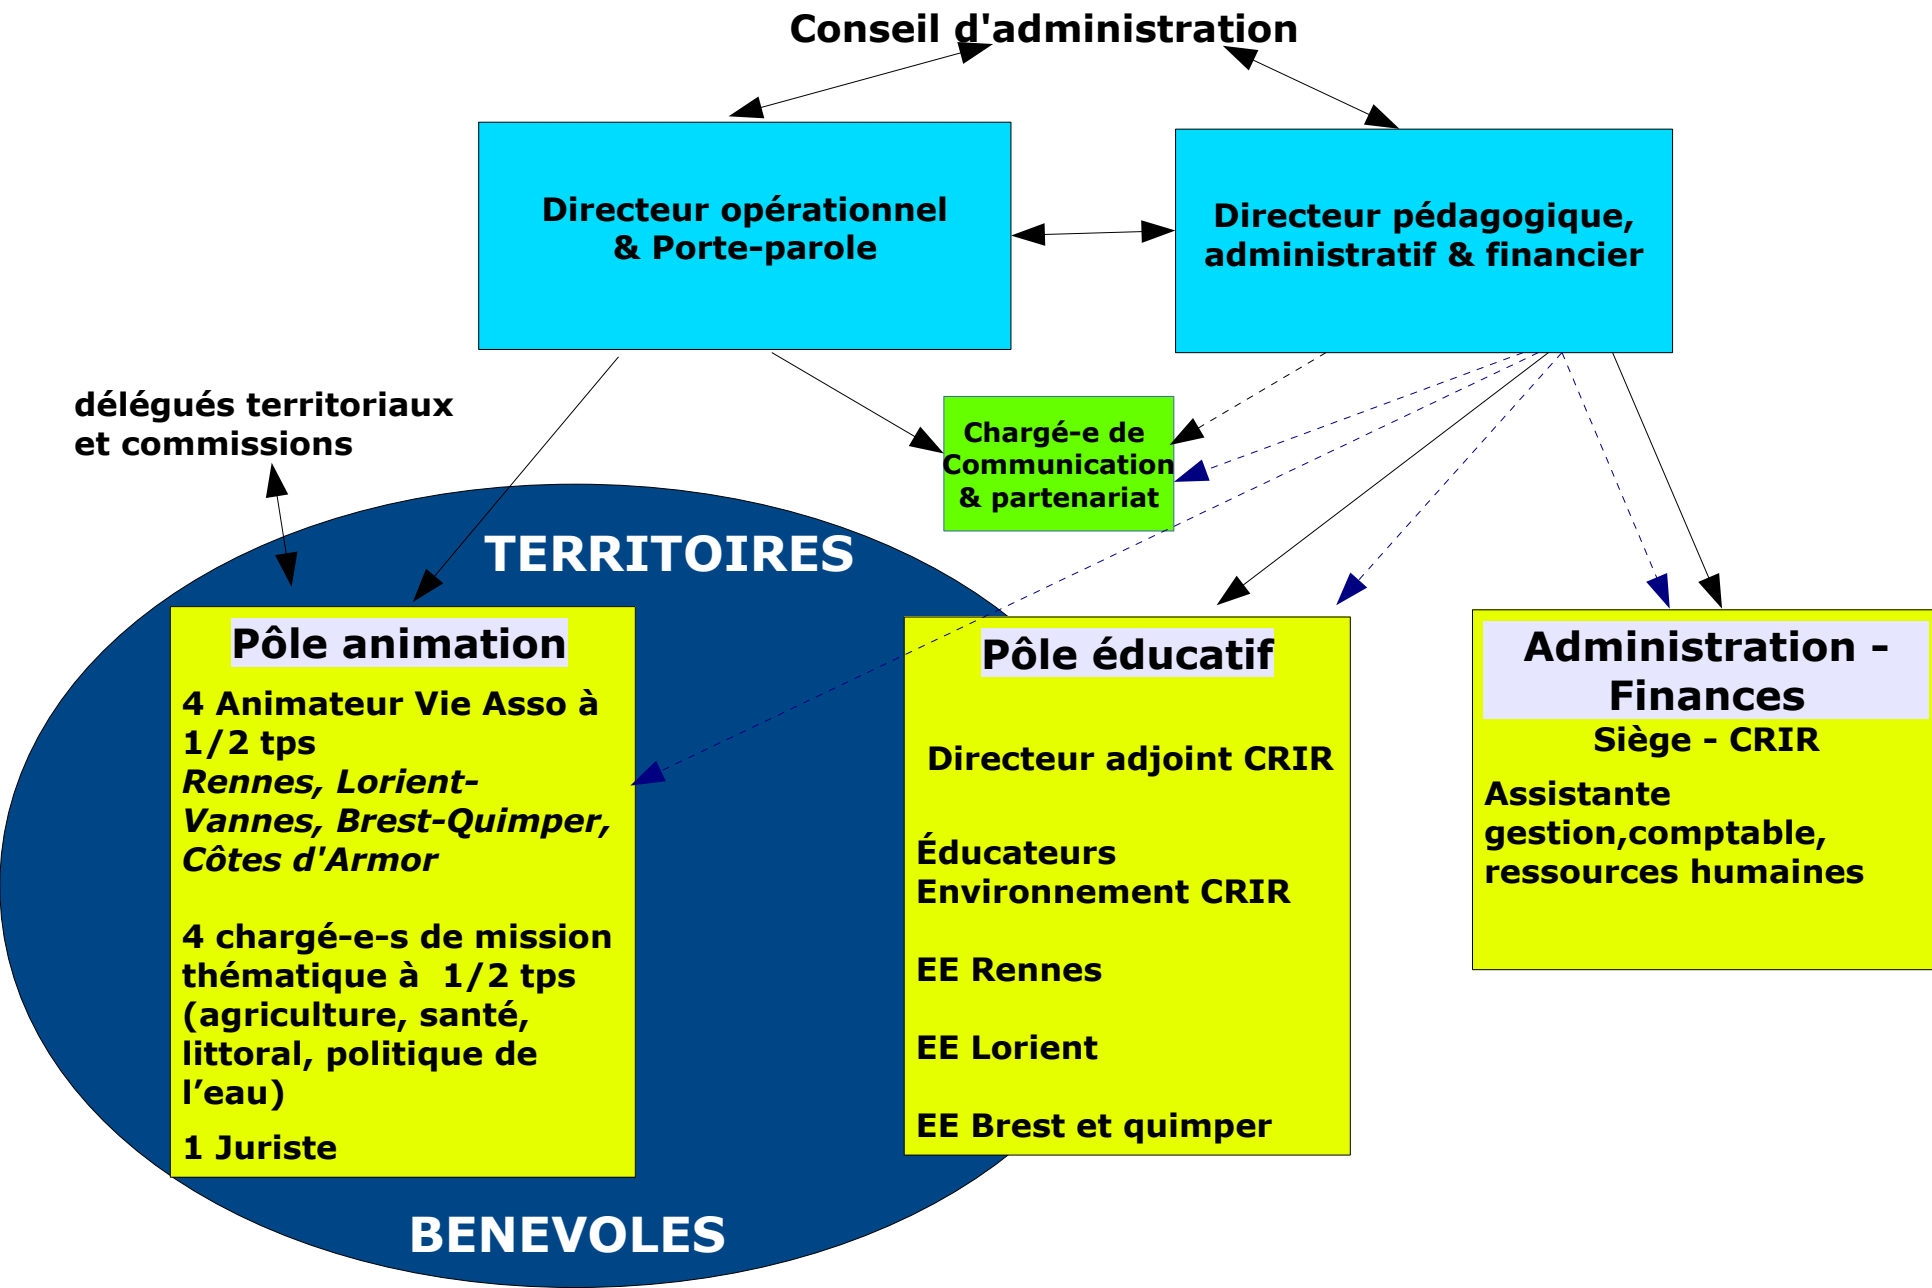 Conseil d'administration
Directeur opérationnel
& Porte-parole
Directeur pédagogique,
administratif & financier
délégués territoriaux
et commissions
Chargé-e de
Communication
& partenariat
TERRITOIRES
Pôle animation
4 Animateur Vie Asso à
1/2 tps
Rennes, Lorient-
Vannes, Brest-Quimper,
Côtes d'Armor
4 chargé-e-s de mission
thématique à  1/2 tps
(agriculture, santé,
littoral, politique de
l’eau)
1 Juriste
Pôle éducatif
Directeur adjoint CRIR
Éducateurs
Environnement CRIR
EE Rennes
EE Lorient
EE Brest et quimper
Administration -
Finances
Siège - CRIR
Assistante
gestion,comptable,
ressources humaines
BENEVOLES